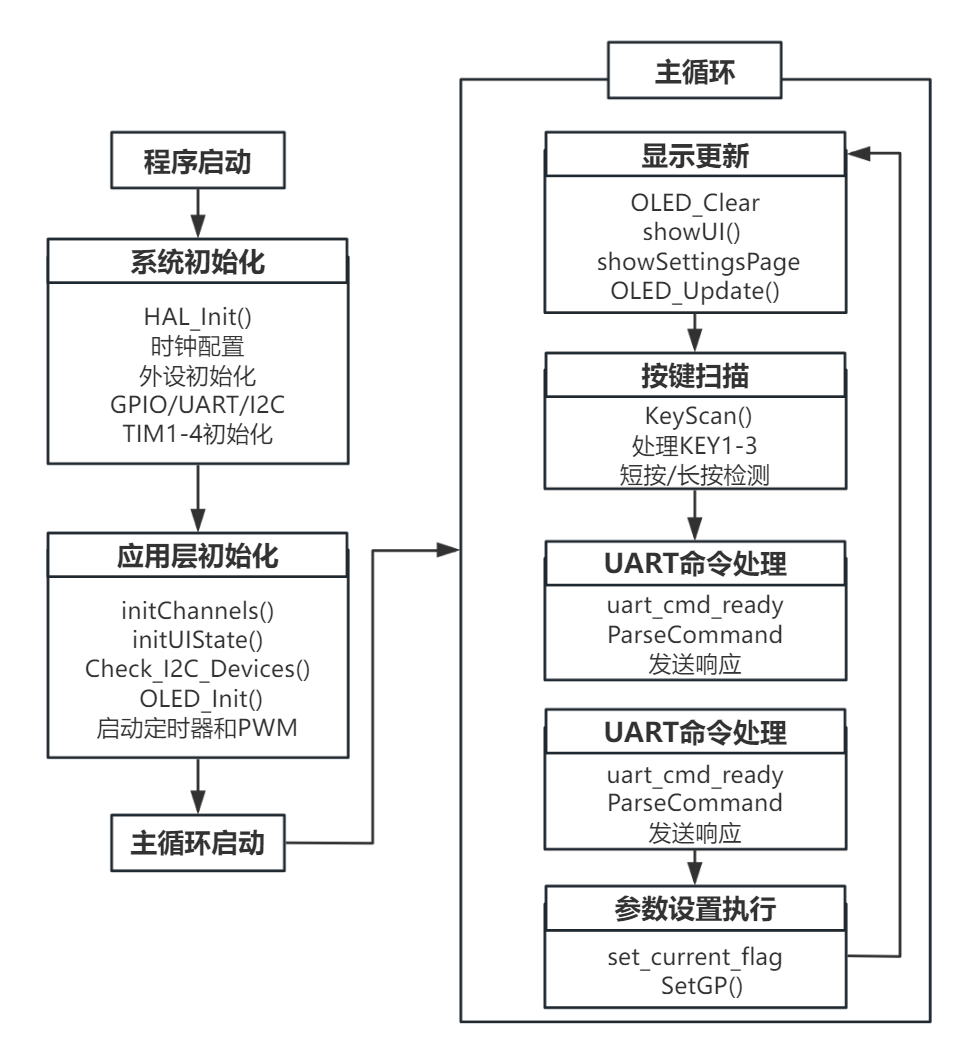 程序启动
系统初始化
HAL_Init()
时钟配置
外设初始化
GPIO/UART/I2C
TIM1-4初始化
应用层初始化
initChannels()
initUIState()
Check_I2C_Devices()
OLED_Init()
启动定时器和PWM
主循环启动
主循环
显示更新
OLED_Clear
showUI()
showSettingsPage
OLED_Update()
按键扫描
KeyScan()
处理KEY1-3
短按/长按检测
UART命令处理
uart_cmd_ready
ParseCommand
发送响应
UART命令处理
uart_cmd_ready
ParseCommand
发送响应
参数设置执行
set_current_flag
SetGP()